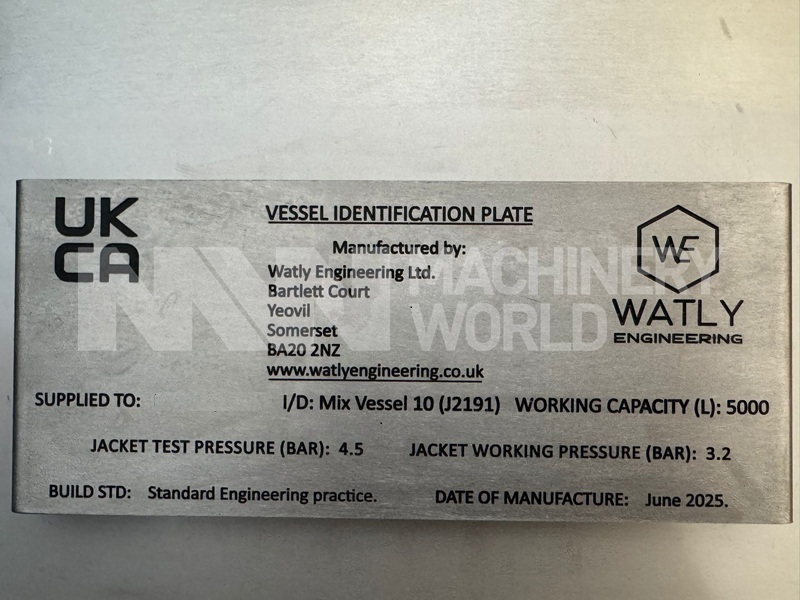 UK
CA
VESSEL IDENTIFICATION PLATE
Manufactured by:
Watly Engineering Ltd.
Bartlett Court
Yeovil
Somerset
BA20 2NZ
www.watlyengineering.co.uk
WE
WATLY
ENGINEERING
MACHINERY
WORLD
SUPPLIED TO: I/D: Mix Vessel 10 (J2191) WORKING CAPACITY (L): 5000
JACKET TEST PRESSURE (BAR): 4.5 JACKET WORKING PRESSURE (BAR): 3.2
BUILD STD: Standard Engineering practice. DATE OF MANUFACTURE: June 2025.